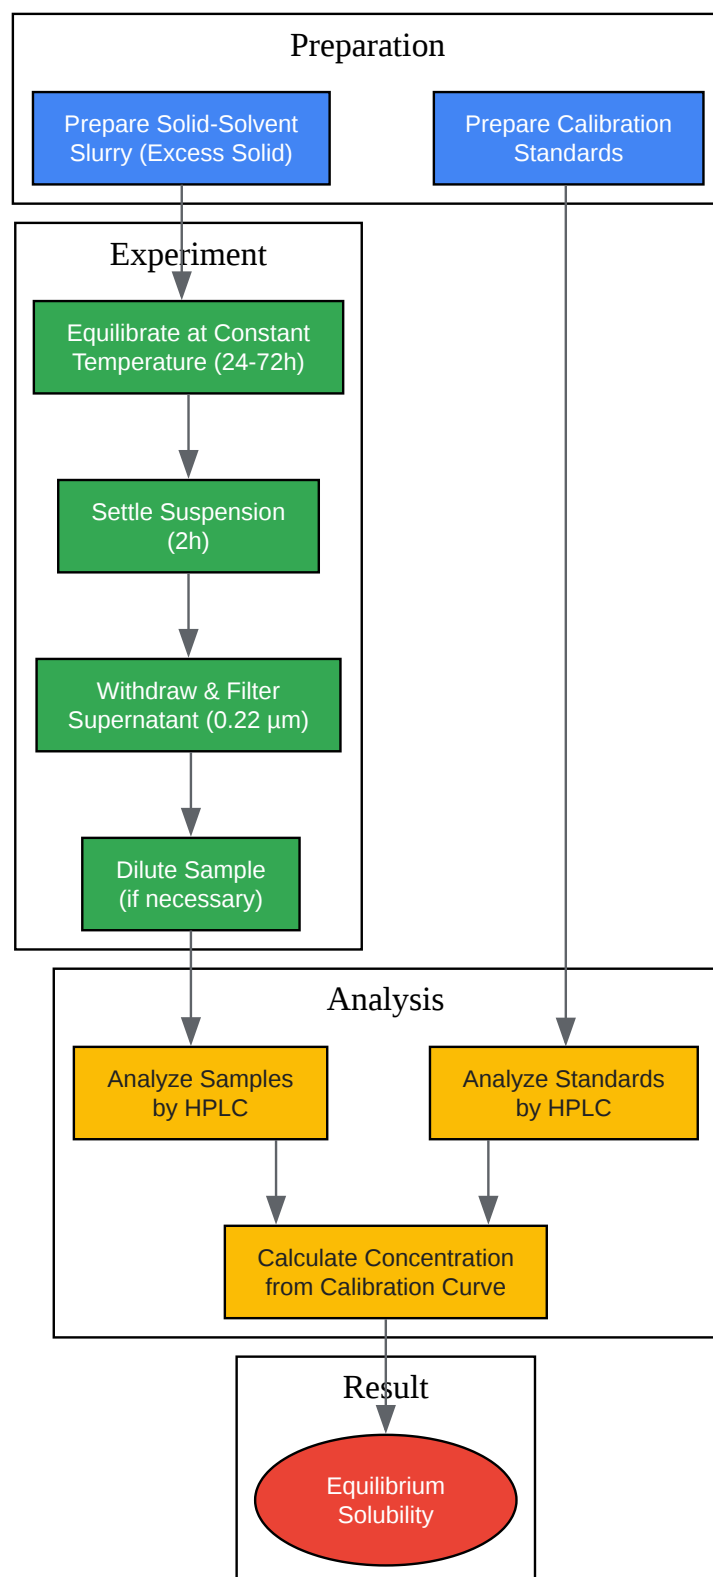 Preparation
Prepare Solid-Solvent
Slurry (Excess Solid)
Prepare Calibration
Standards
Experiment
Equilibrate at Constant
Temperature (24-72h)
Settle Suspension
(2h)
Withdraw & Filter
Supernatant (0.22 µm)
Dilute Sample
(if necessary)
Analysis
Analyze Samples
by HPLC
Analyze Standards
by HPLC
Calculate Concentration
from Calibration Curve
Result
Equilibrium
Solubility